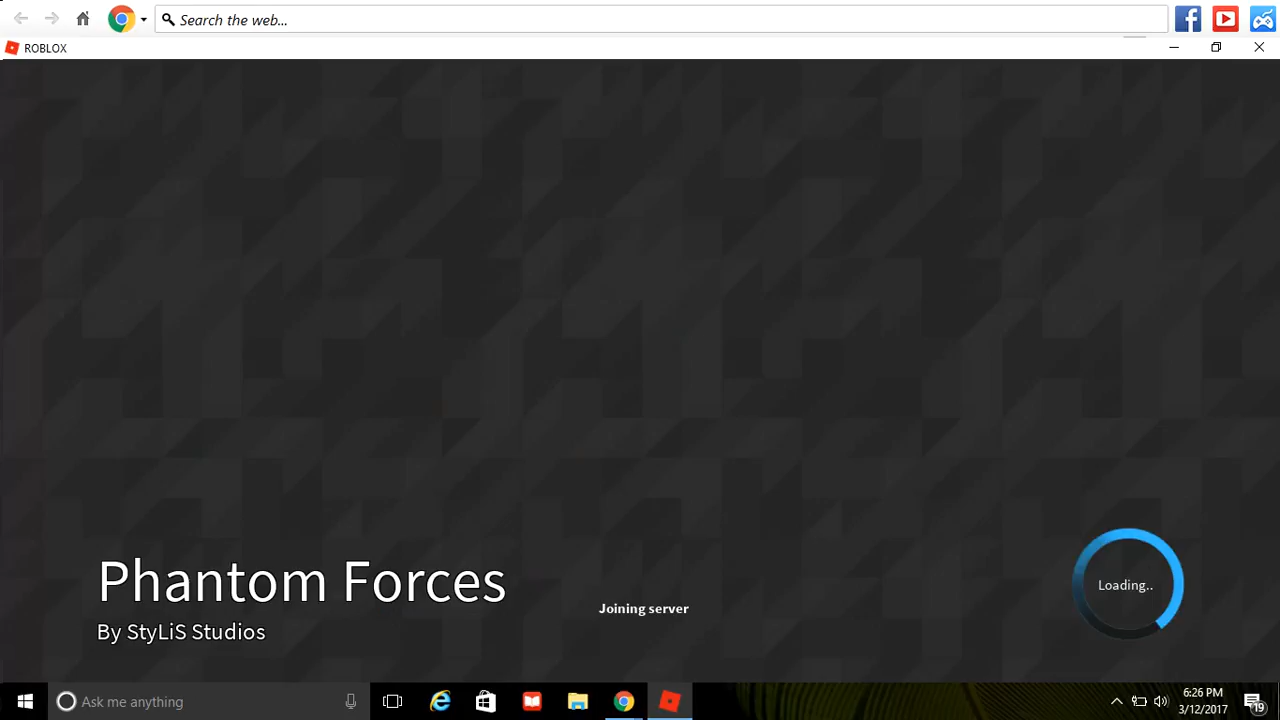 Search the web...
ROBLOX
Phantom Forces
By StyLiS Studios
Joining server
Loading..
Ask me anything
6:26 PM
3/12/2017
19